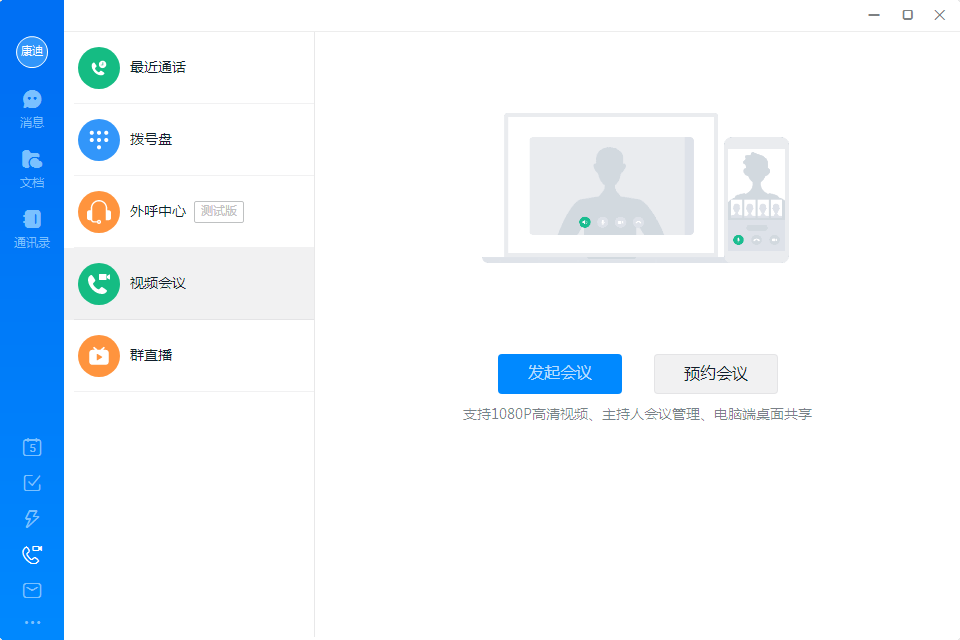 康迪
消息
文档
通讯录
5
最近通话
拨号盘
外呼中心 测试版
视频会议
群直播
发起会议 预约会议
支持1080P高清视频、主持人会议管理、电脑端桌面共享